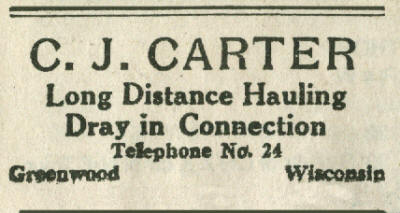 C. J. CARTER
Long Distance Hauling
Dray in Connection
Telephone No. 24
Greenwood Wisconsin